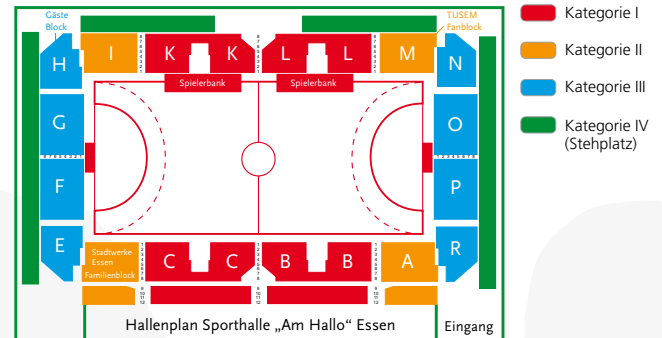 Gäste
Block
TUSEM
Fanblock
H
I
K
K
L
L
M
N
Spielerbank
Spielerbank
G
O
F
P
E
Stadtwerke
Essen
Familienblock
C
C
B
B
A
R
Hallenplan Sporthalle „Am Hallo“ Essen
Eingang
Kategorie I
Kategorie II
Kategorie III
Kategorie IV
(Stehplatz)